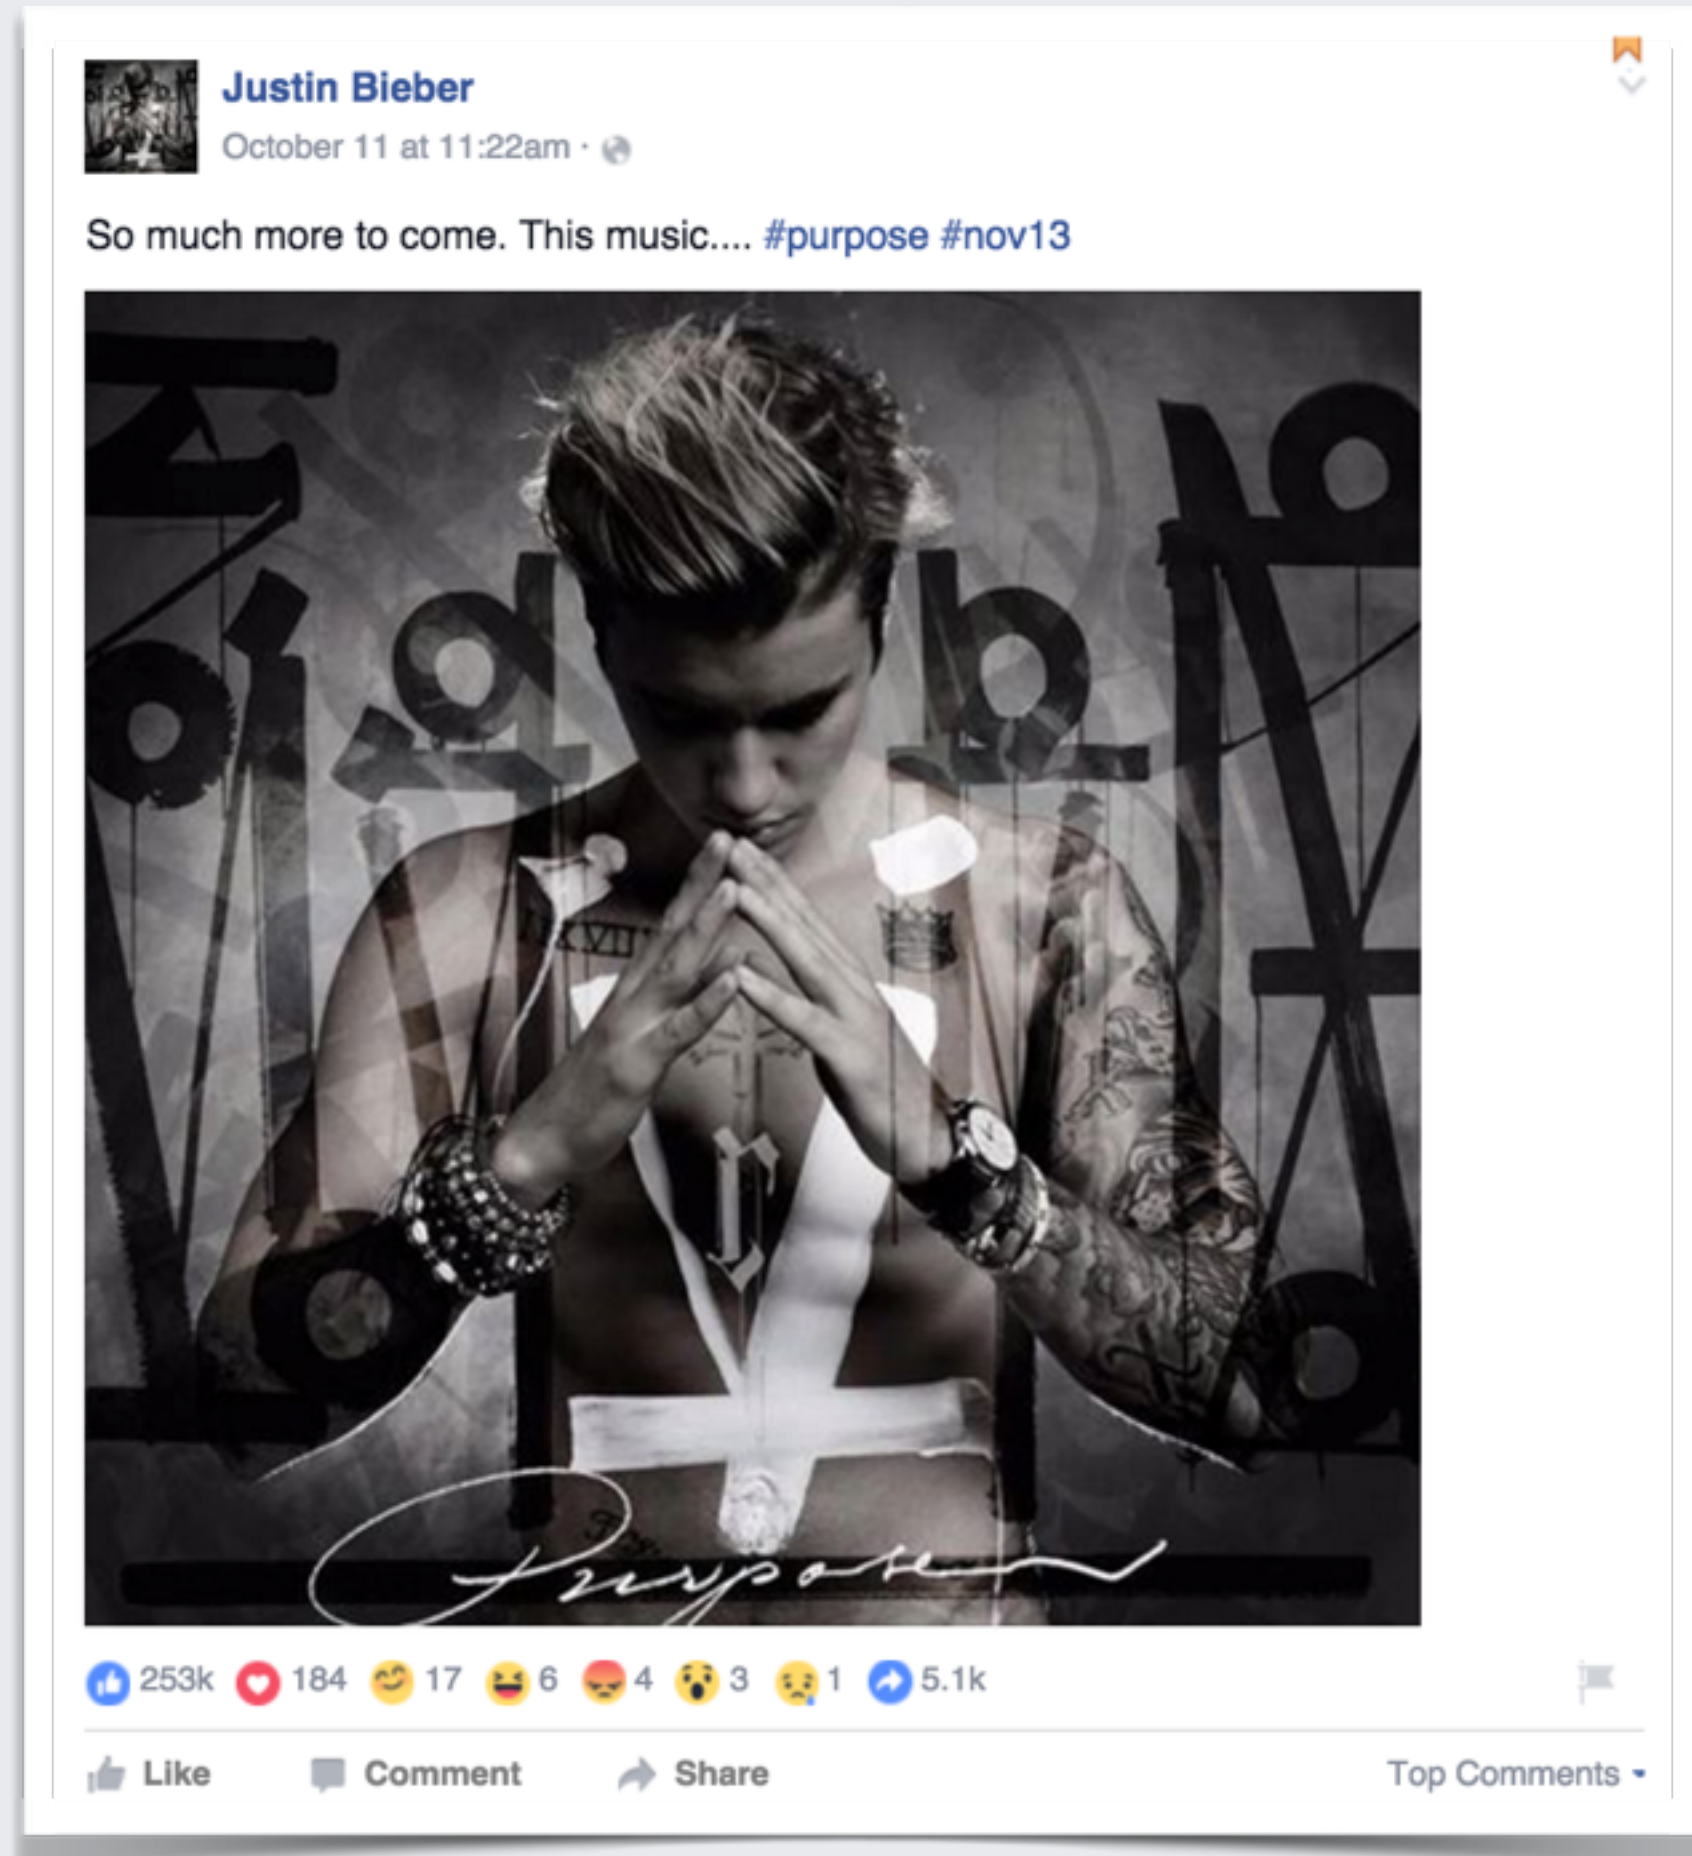 Justin Bieber
October 11 at 11:22am ·
So much more to come. This music.... #purpose #nov13
Purpose
253k 184 17 6 4 3 1 5.1k
Like Comment Share Top Comments